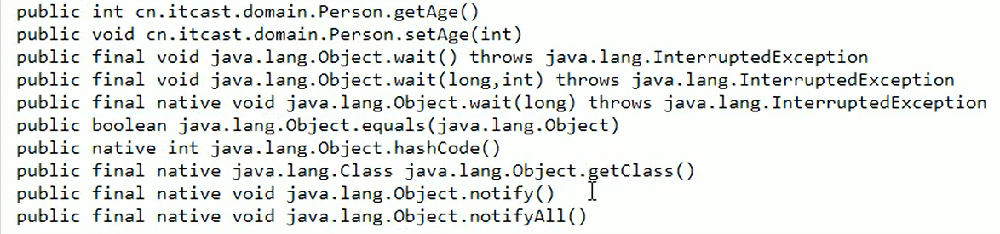 public int cn.itcast.domain.Person.getAge()
public void cn.itcast.domain.Person.setAge(int)
public final void java.lang.Object.wait() throws java.lang.InterruptedException
public final void java.lang.Object.wait(long,int) throws java.lang.InterruptedException
public final native void java.lang.Object.wait(long) throws java.lang.InterruptedException
public boolean java.lang.Object.equals(java.lang.Object)
public native int java.lang.Object.hashCode()
public final native java.lang.Class java.lang.Object.getClass()
public final native void java.lang.Object.notify()
public final native void java.lang.Object.notifyAll()